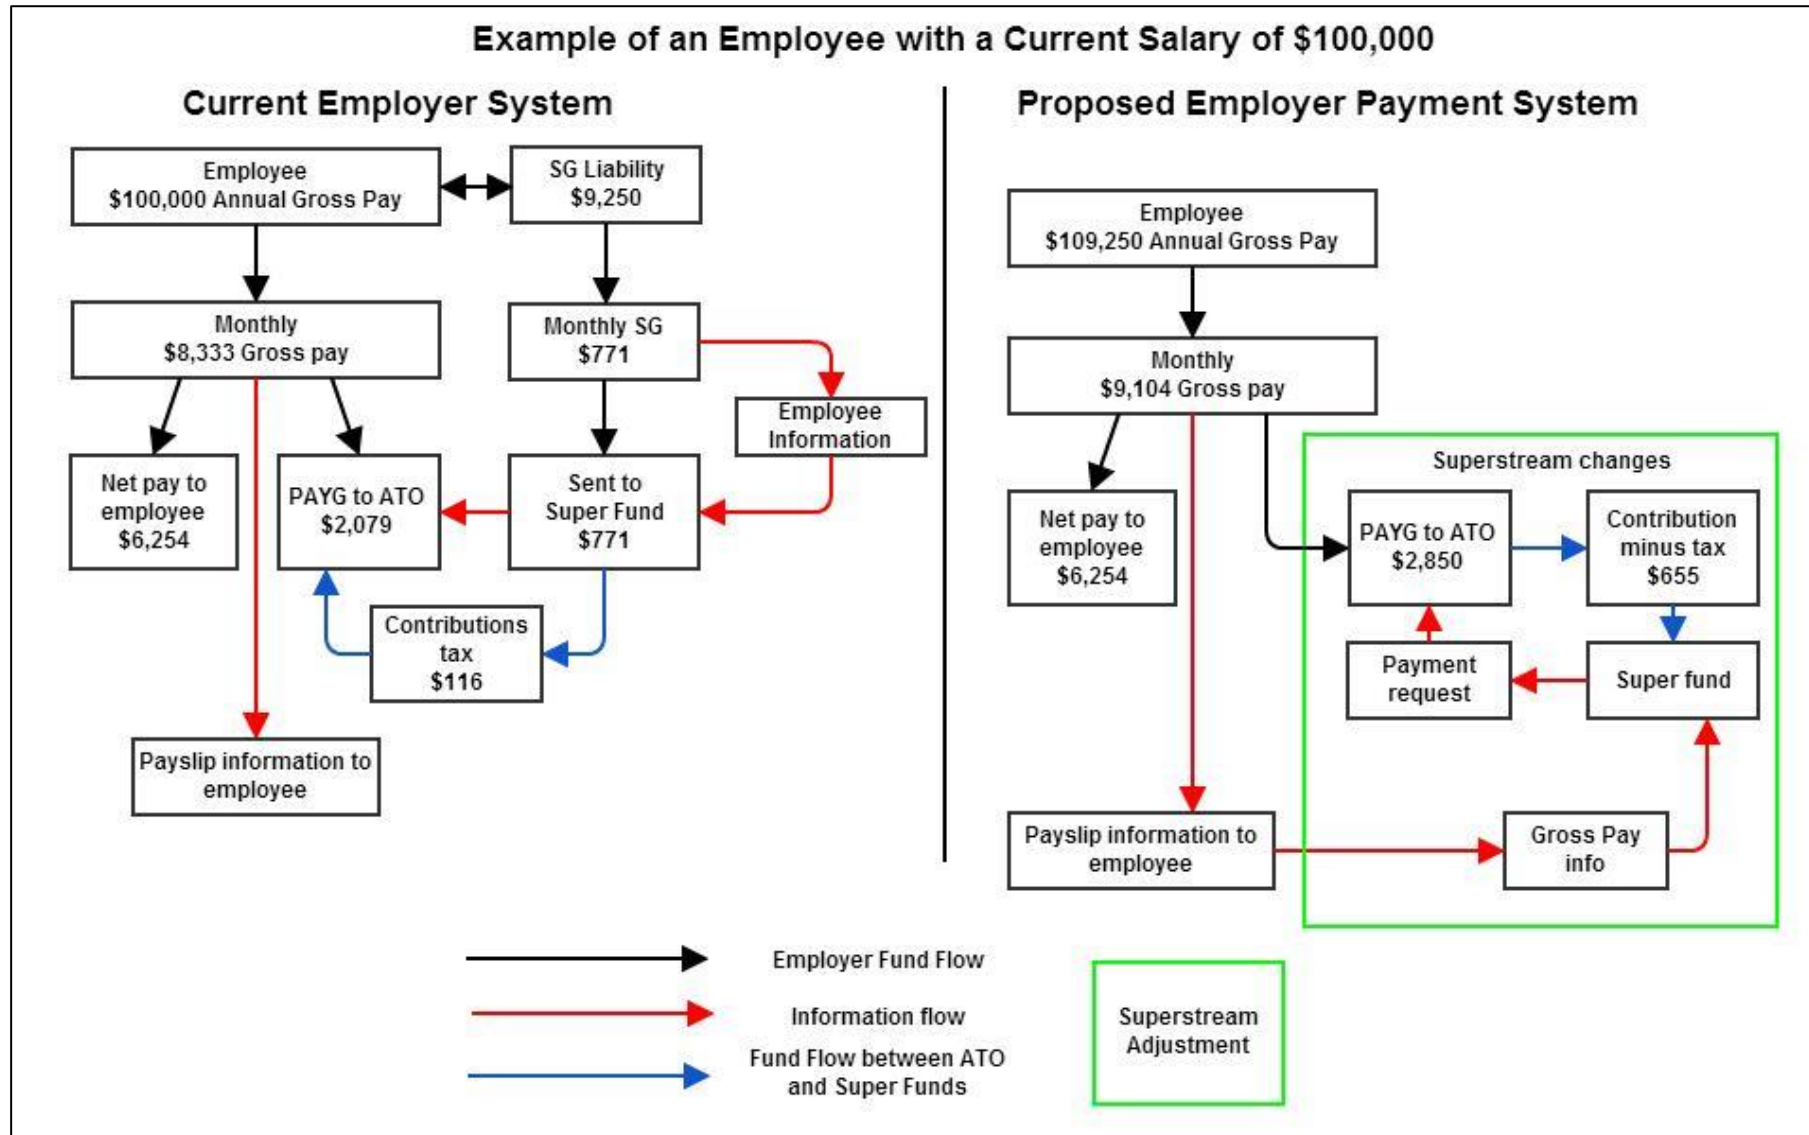 Example of an Employee with a Current Salary of $100,000
Current Employer System
Employee
$100,000 Annual Gross Pay
SG Liability
$9,250
Monthly
$8,333 Gross pay
Monthly SG
$771
Employee
Information
Net pay to
employee
$6,254
PAYG to ATO
$2,079
Sent to
Super Fund
$771
Contributions
tax
$116
Payslip information to
employee
Proposed Employer Payment System
Employee
$109,250 Annual Gross Pay
Monthly
$9,104 Gross pay
Superstream changes
Net pay to
employee
$6,254
PAYG to ATO
$2,850
Contribution
minus tax
$655
Payment
request
Super fund
Payslip information to
employee
Gross Pay
info
Employer Fund Flow
Information flow
Fund Flow between ATO
and Super Funds
Superstream
Adjustment